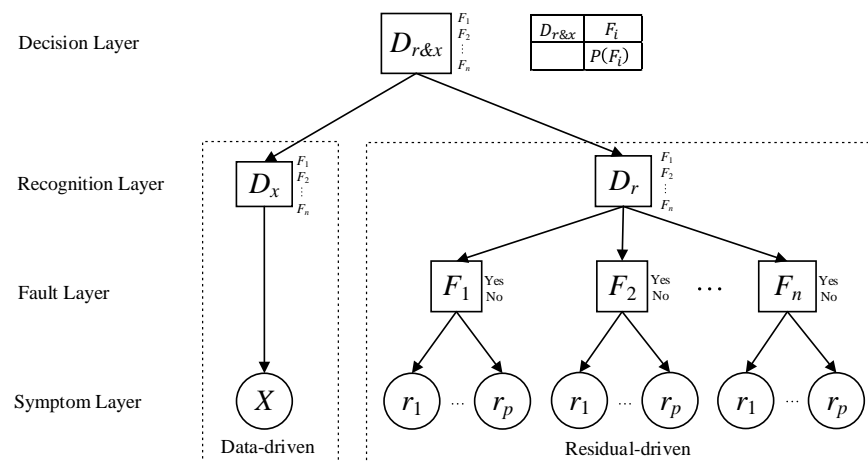 Decision Layer
D_{r&x}
F_1
F_2
⋮
F_n
D_{r&x} F_i
P(F_i)
Recognition Layer
D_x
F_1
F_2
⋮
F_n
D_r
F_1
F_2
⋮
F_n
Fault Layer
F_1
Yes
No
F_2
Yes
No
…
F_n
Yes
No
Symptom Layer
X
r_1 … r_p
r_1 … r_p
r_1 … r_p
Data-driven
Residual-driven